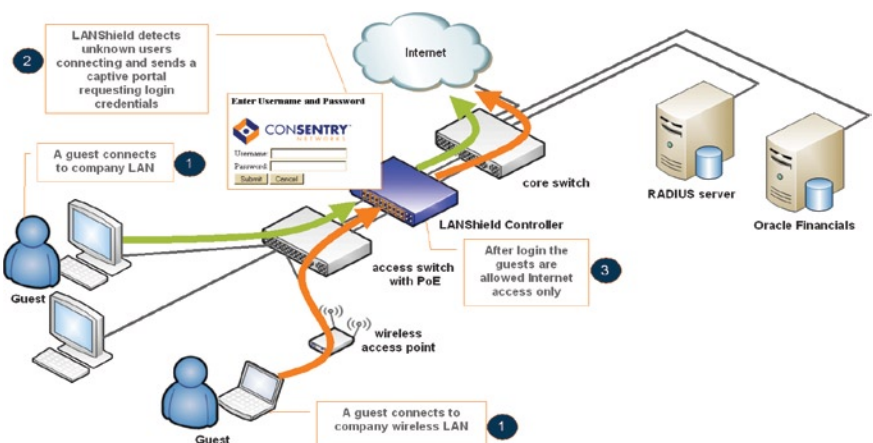 2
LANShield detects
unknown users
connecting and sends a
captive portal
requesting login
credentials
Internet
Enter Username and Password
CONSENTRY
NETWORKS
Username:
Password:
Submit Cancel
A guest connects
to company LAN
1
core switch
RADIUS server
Oracle Financials
LANShield Controller
After login the
guests are
allowed Internet
access only
3
access switch
with PoE
Guest
wireless
access point
A guest connects to
company wireless LAN
1
Guest